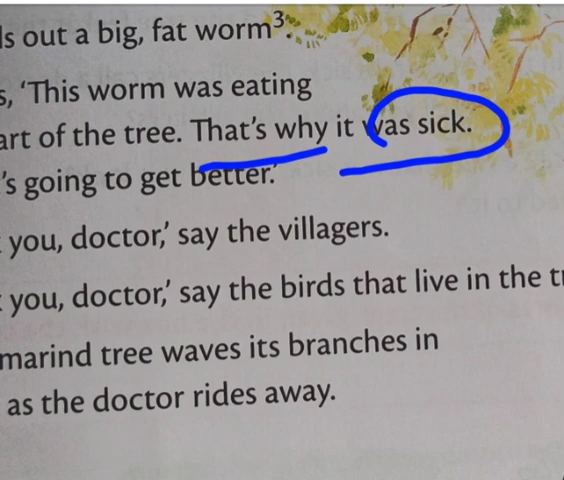 ls out a big, fat worm³.
s, ‘This worm was eating
art of the tree. That’s why it was sick.
’s going to get better.’
you, doctor,’ say the villagers.
you, doctor,’ say the birds that live in the t
marind tree waves its branches in
as the doctor rides away.